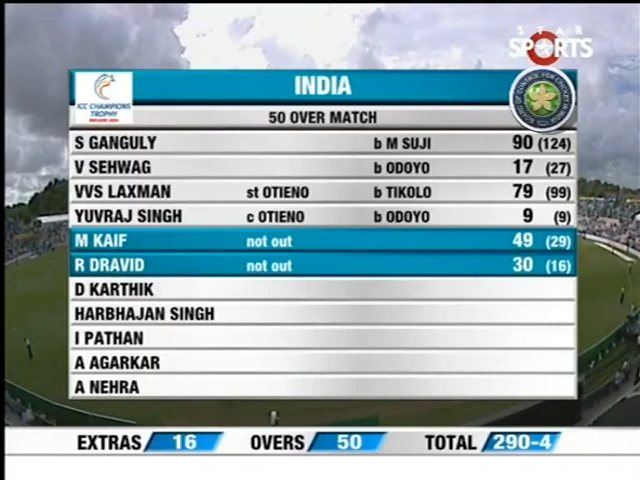 STAR
SPORTS
ICC CHAMPIONS
TROPHY
INDIA
50 OVER MATCH
S GANGULY b M SUJI 90 (124)
V SEHWAG b ODOYO 17 (27)
VVS LAXMAN st OTIENO b TIKOLO 79 (99)
YUVRAJ SINGH c OTIENO b ODOYO 9 (9)
M KAIF not out 49 (29)
R DRAVID not out 30 (16)
D KARTHIK
HARBHAJAN SINGH
I PATHAN
A AGARKAR
A NEHRA
EXTRAS 16 OVERS 50 TOTAL 290-4